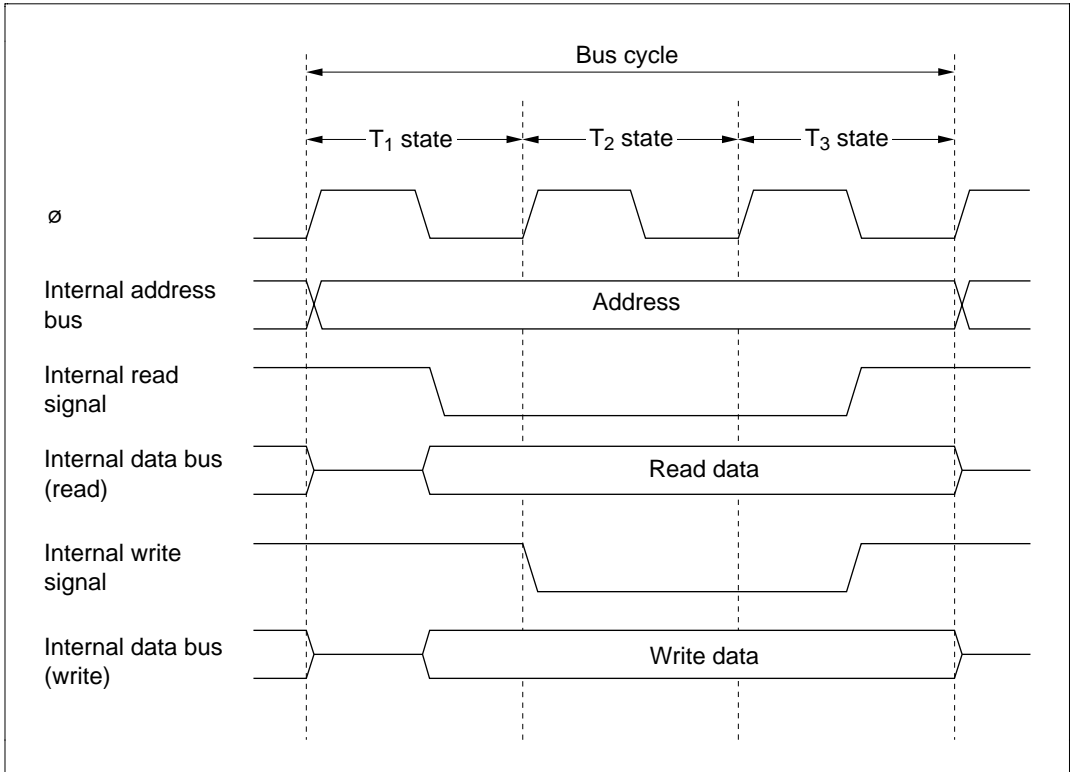 Bus cycle
T₁ state
T₂ state
T₃ state
ø
Internal address
bus
Address
Internal read
signal
Internal data bus
(read)
Read data
Internal write
signal
Internal data bus
(write)
Write data